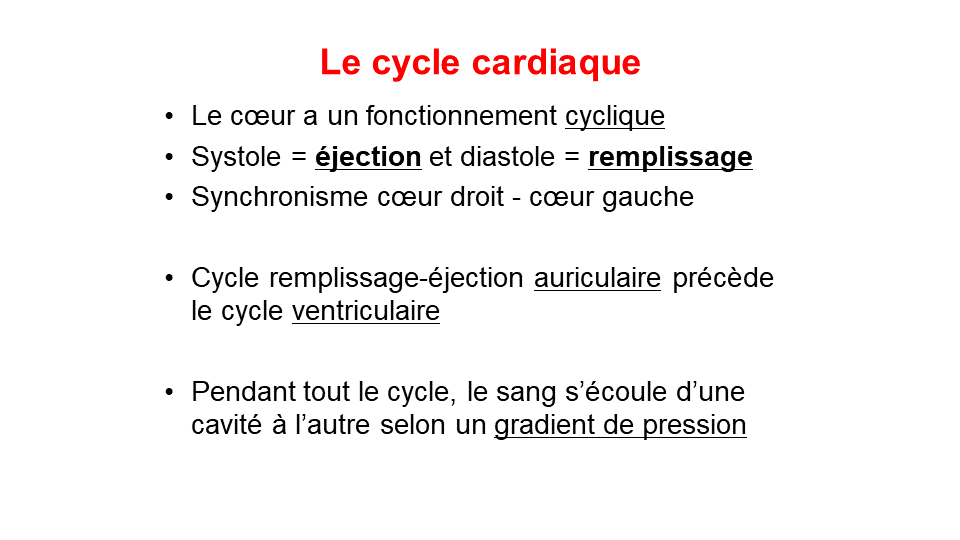 Le cycle cardiaque
• Le cœur a un fonctionnement cyclique
• Systole = éjection et diastole = remplissage
• Synchronisme cœur droit - cœur gauche
• Cycle remplissage-éjection auriculaire précède
le cycle ventriculaire
• Pendant tout le cycle, le sang s’écoule d’une
cavité à l’autre selon un gradient de pression